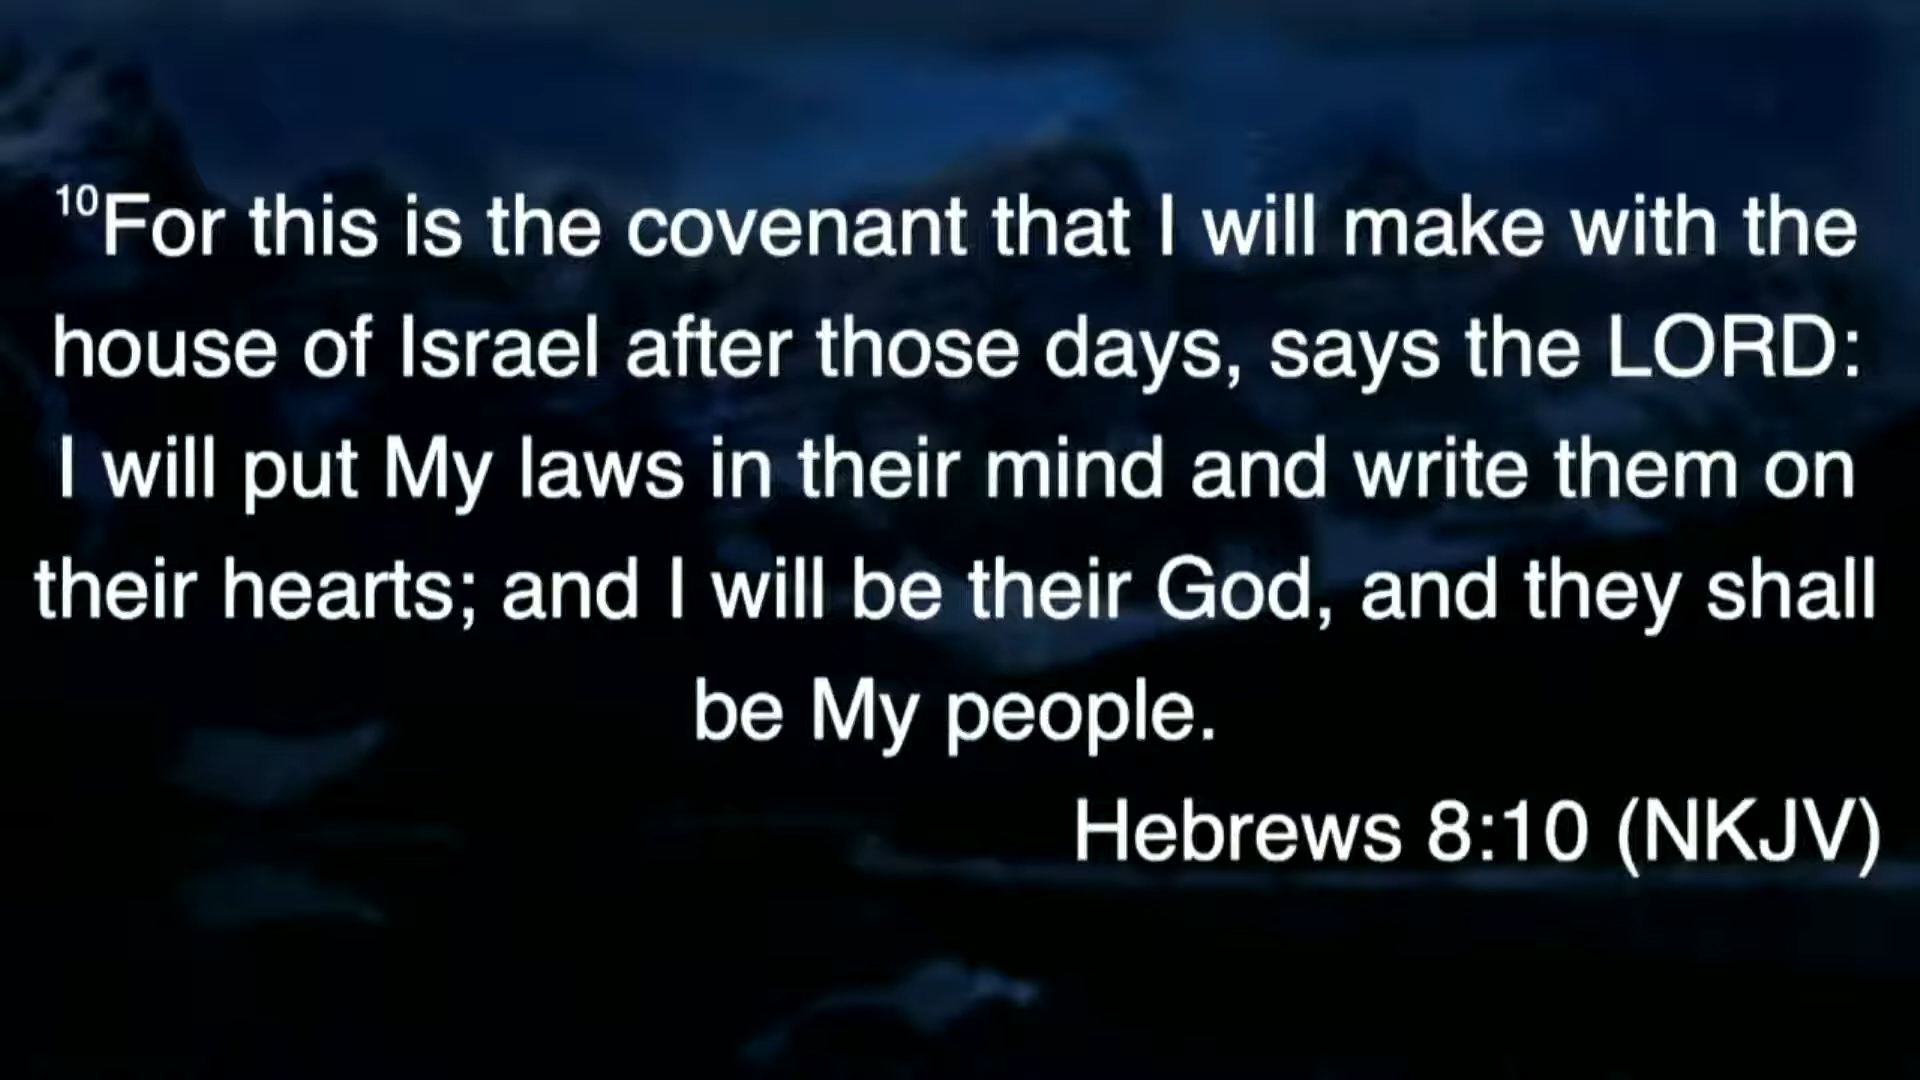 ¹⁰For this is the covenant that I will make with the
house of Israel after those days, says the LORD:
I will put My laws in their mind and write them on
their hearts; and I will be their God, and they shall
be My people.
Hebrews 8:10 (NKJV)